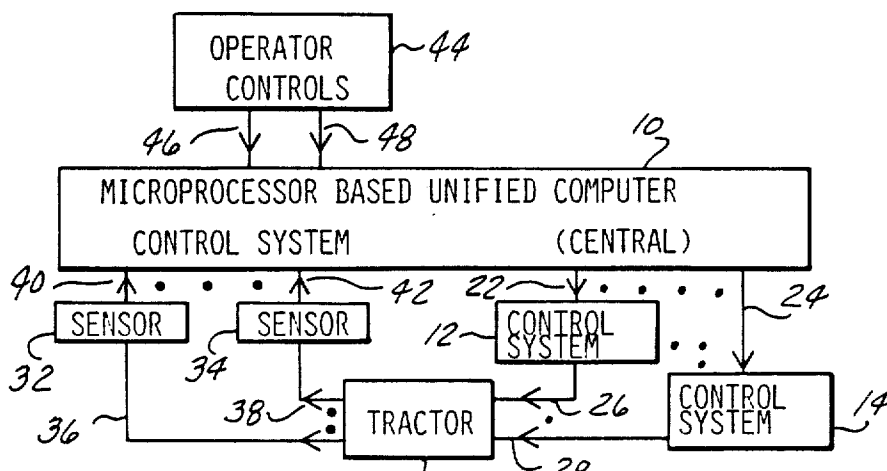 OPERATOR
CONTROLS
44
46
48
10
MICROPROCESSOR BASED UNIFIED COMPUTER
CONTROL SYSTEM (CENTRAL)
40
42
22
24
SENSOR
SENSOR
12
CONTROL
SYSTEM
32
34
38
36
TRACTOR
26
CONTROL
SYSTEM
14